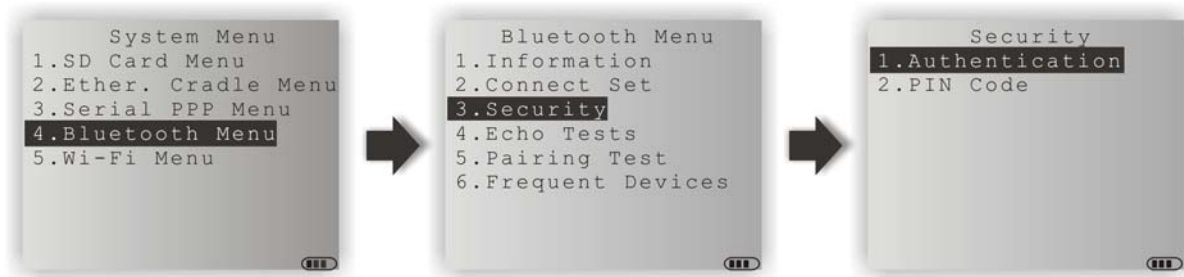 System Menu
1.SD Card Menu
2.Ether. Cradle Menu
3.Serial PPP Menu
4.Bluetooth Menu
5.Wi-Fi Menu
Bluetooth Menu
1.Information
2.Connect Set
3.Security
4.Echo Tests
5.Pairing Test
6.Frequent Devices
Security
1.Authentication
2.PIN Code